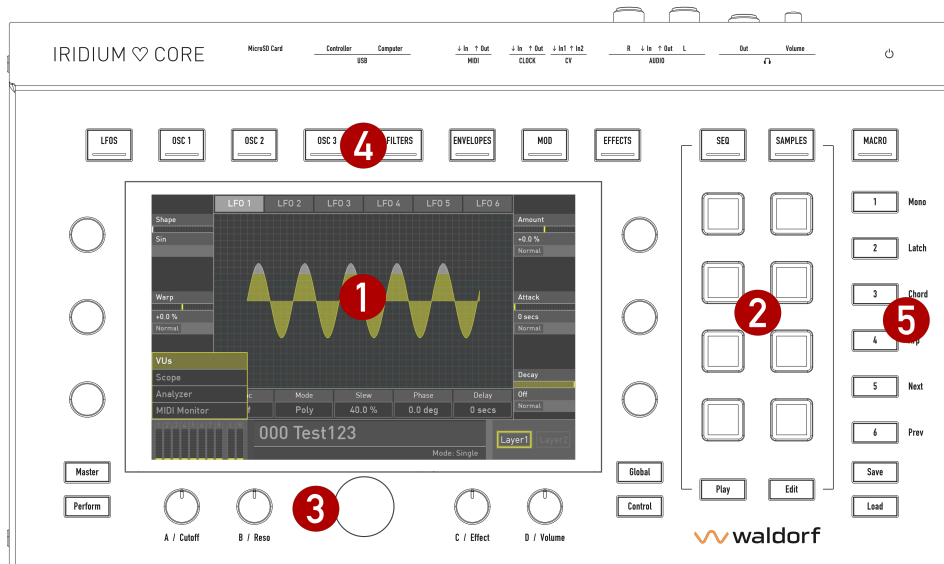 IRIDIUM ♡ CORE
MicroSD Card
Controller
Computer
USB
↓ In ↑ Out
MIDI
↓ In ↑ Out
CLOCK
↓ In1 ↑ In2
CV
R ↓ In ↑ Out L
AUDIO
Out
Volume
LFOS
OSC 1
OSC 2
OSC 3
4
FILTERS
ENVELOPES
MOD
EFFECTS
SEQ
SAMPLES
MACRO
LFO 1
LFO 2
LFO 3
LFO 4
LFO 5
LFO 6
Shape
Sin
Amount
+0.0 %
Normal
Warp
+0.0 %
Normal
1
Attack
0 secs
Normal
VUs
Scope
Analyzer
MIDI Monitor
Decay
Off
Normal
Mode
Poly
Slew
40.0 %
Phase
0.0 deg
Delay
0 secs
000 Test123
Mode: Single
Layer1
Layer2
2
1 Mono
2 Latch
3 Chord
5
4
5 Next
6 Prev
Master
Perform
A / Cutoff
B / Reso
3
C / Effect
D / Volume
Global
Control
Play
Edit
Save
Load
waldorf